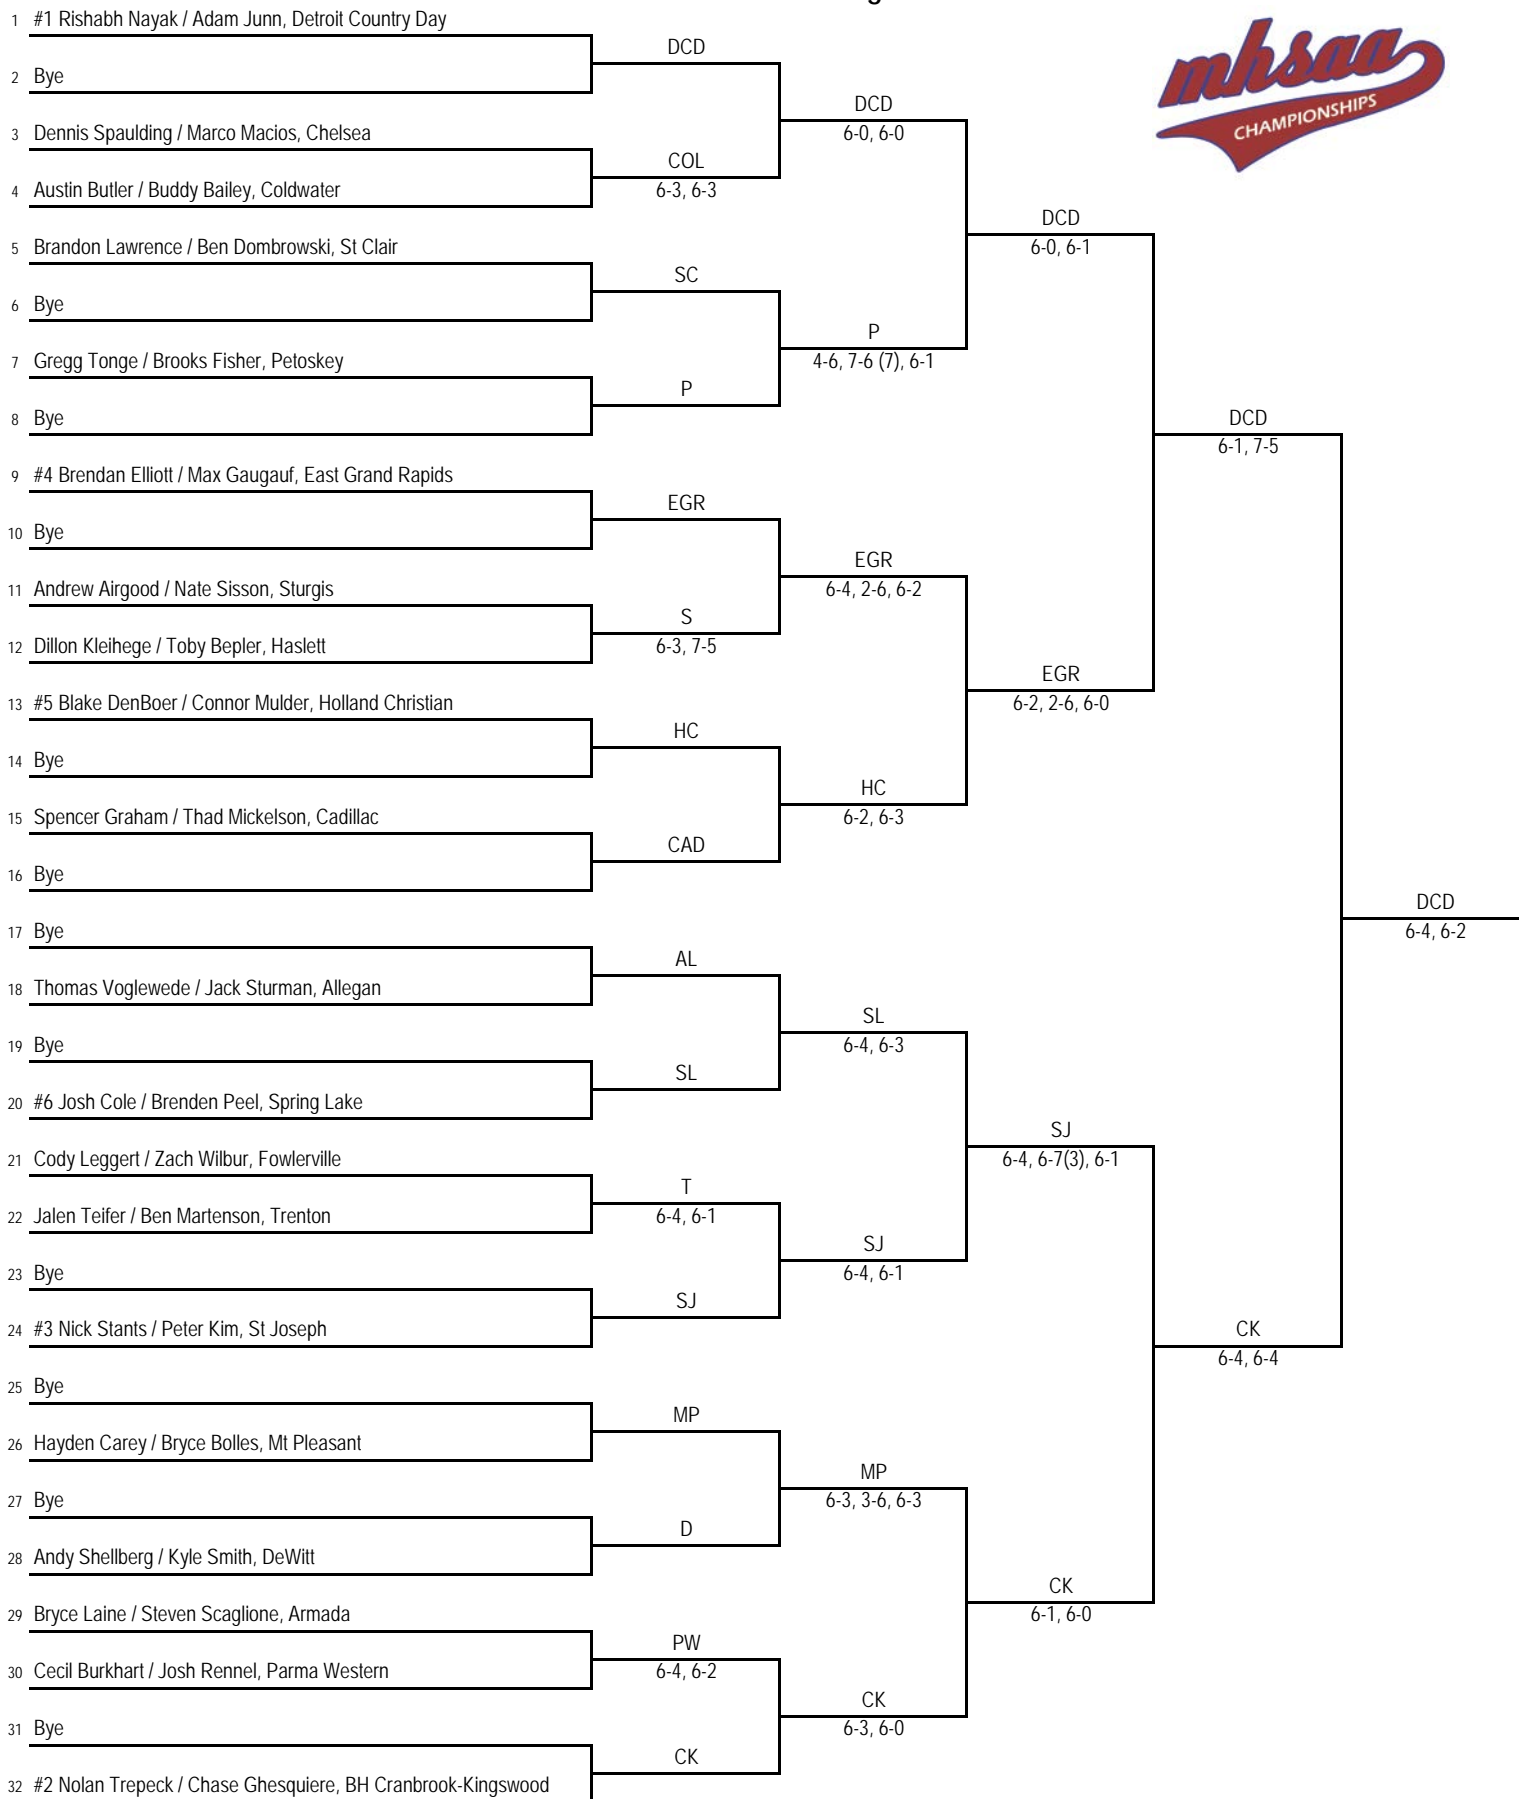 g
1 #1 Rishabh Nayak / Adam Junn, Detroit Country Day
2 Bye
3 Dennis Spaulding / Marco Macios, Chelsea
4 Austin Butler / Buddy Bailey, Coldwater
5 Brandon Lawrence / Ben Dombrowski, St Clair
6 Bye
7 Gregg Tonge / Brooks Fisher, Petoskey
8 Bye
9 #4 Brendan Elliott / Max Gaugauf, East Grand Rapids
10 Bye
11 Andrew Airgood / Nate Sisson, Sturgis
12 Dillon Kleihege / Toby Bepler, Haslett
13 #5 Blake DenBoer / Connor Mulder, Holland Christian
14 Bye
15 Spencer Graham / Thad Mickelson, Cadillac
16 Bye
17 Bye
18 Thomas Voglewede / Jack Sturman, Allegan
19 Bye
20 #6 Josh Cole / Brenden Peel, Spring Lake
21 Cody Leggert / Zach Wilbur, Fowlerville
22 Jalen Teifer / Ben Martenson, Trenton
23 Bye
24 #3 Nick Stants / Peter Kim, St Joseph
25 Bye
26 Hayden Carey / Bryce Bolles, Mt Pleasant
27 Bye
28 Andy Shellberg / Kyle Smith, DeWitt
29 Bryce Laine / Steven Scaglione, Armada
30 Cecil Burkhart / Josh Rennel, Parma Western
31 Bye
32 #2 Nolan Trepeck / Chase Ghesquiere, BH Cranbrook-Kingswood
DCD
COL
6-3, 6-3
SC
P
EGR
S
6-3, 7-5
HC
CAD
AL
SL
T
6-4, 6-1
SJ
MP
D
PW
6-4, 6-2
CK
DCD
6-0, 6-0
P
4-6, 7-6 (7), 6-1
EGR
6-4, 2-6, 6-2
HC
6-2, 6-3
SL
6-4, 6-3
SJ
6-4, 6-1
MP
6-3, 3-6, 6-3
CK
6-3, 6-0
DCD
6-0, 6-1
EGR
6-2, 2-6, 6-0
SJ
6-4, 6-7(3), 6-1
CK
6-1, 6-0
DCD
6-1, 7-5
CK
6-4, 6-4
DCD
6-4, 6-2
mhsaa
CHAMPIONSHIPS